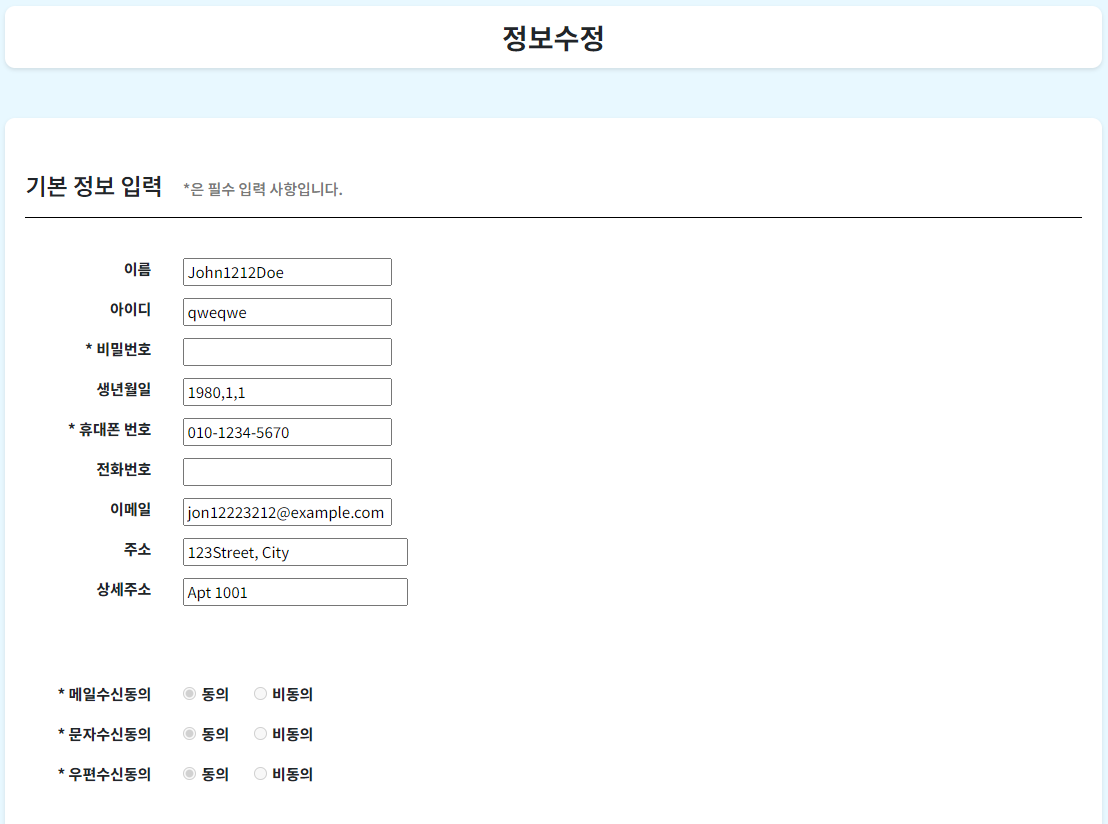 정보수정
기본 정보 입력 *은 필수 입력 사항입니다.
이름 John1212Doe
아이디 qweqwe
* 비밀번호
생년월일 1980,1,1
* 휴대폰 번호 010-1234-5670
전화번호
이메일 jon12223212@example.com
주소 123Street, City
상세주소 Apt 1001
* 메일수신동의 동의 비동의
* 문자수신동의 동의 비동의
* 우편수신동의 동의 비동의